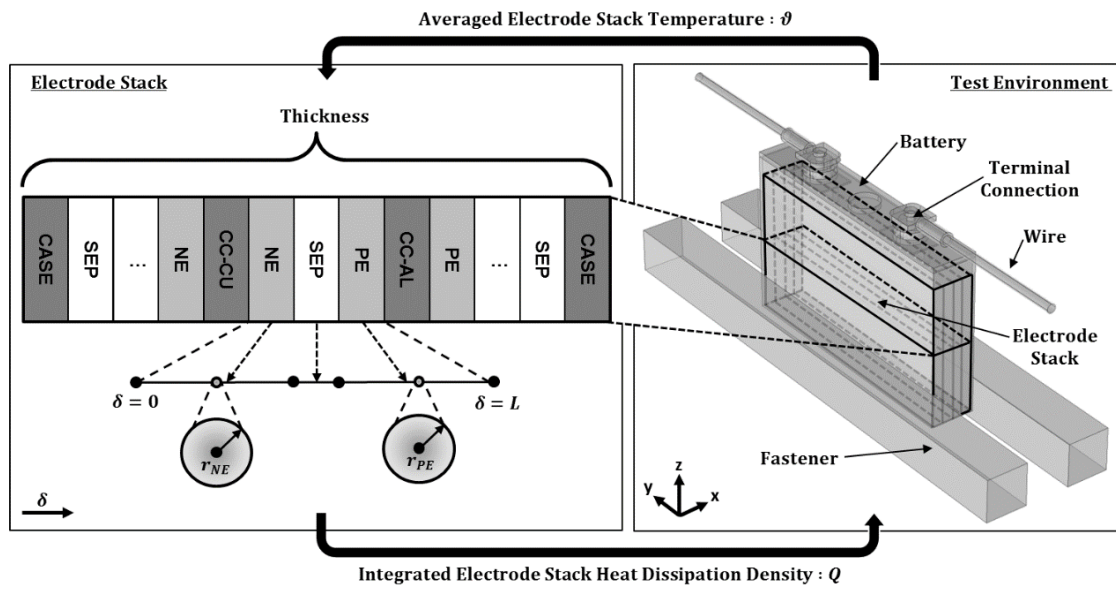 Averaged Electrode Stack Temperature : ϑ
Electrode Stack
Thickness
CASE
SEP
...
NE
CC-CU
NE
SEP
PE
CC-AL
PE
...
SEP
CASE
δ = 0
δ = L
r_NE
r_PE
δ
Test Environment
Battery
Terminal
Connection
Wire
Electrode
Stack
Fastener
z
y
x
Integrated Electrode Stack Heat Dissipation Density : Q